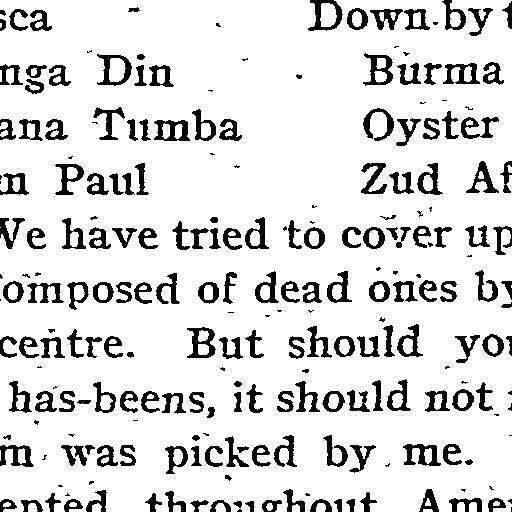 sca Down by t
nga Din Burma
ana Tumba Oyster
m Paul Zud Af
We have tried to cover up
composed of dead ones by
centre. But should you
has-beens, it should not
m was picked by me.
epted throughout Amer